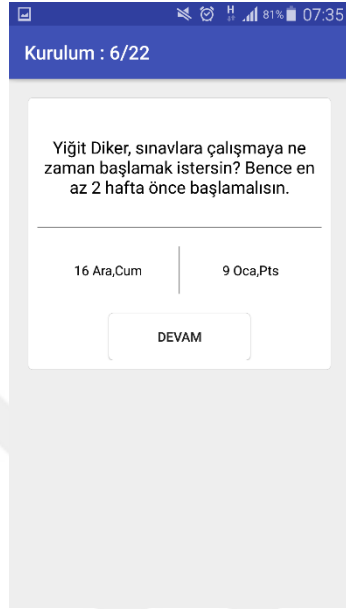 H 81% 07:35
Kurulum : 6/22
Yiğit Diker, sınavlara çalışmaya ne
zaman başlamak istersin? Bence en
az 2 hafta önce başlamalısın.
16 Ara,Cum 9 Oca,Pts
DEVAM